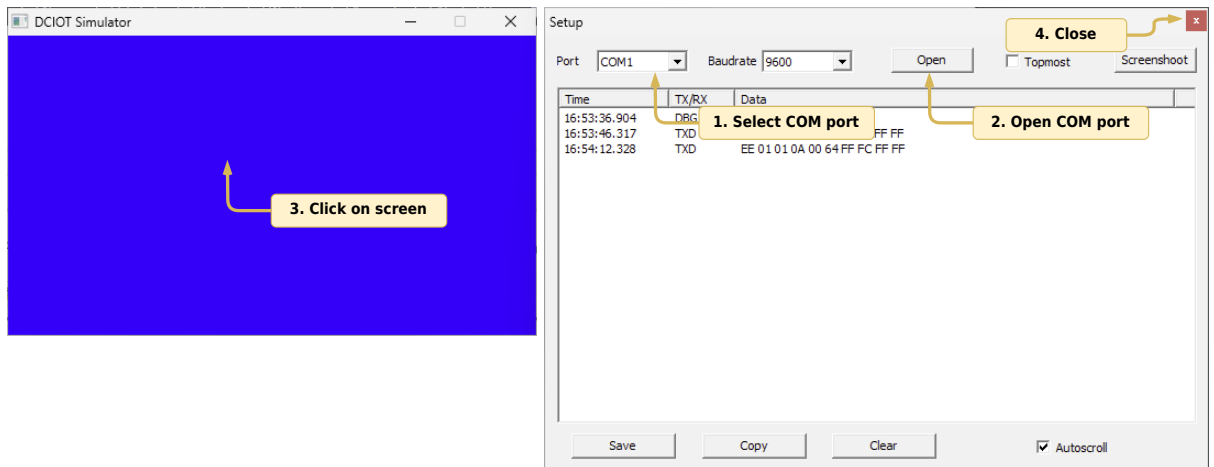 DCIOT Simulator
3. Click on screen
Setup
4. Close
x
Port COM1 Baudrate 9600 Open Topmost Screenshoot
Time TX/RX Data
1. Select COM port
2. Open COM port
16:53:36.904 DBG
16:53:46.317 TXD FF FF
16:54:12.328 TXD EE 01 01 0A 00 64 FF FC FF FF
Save Copy Clear Autoscroll